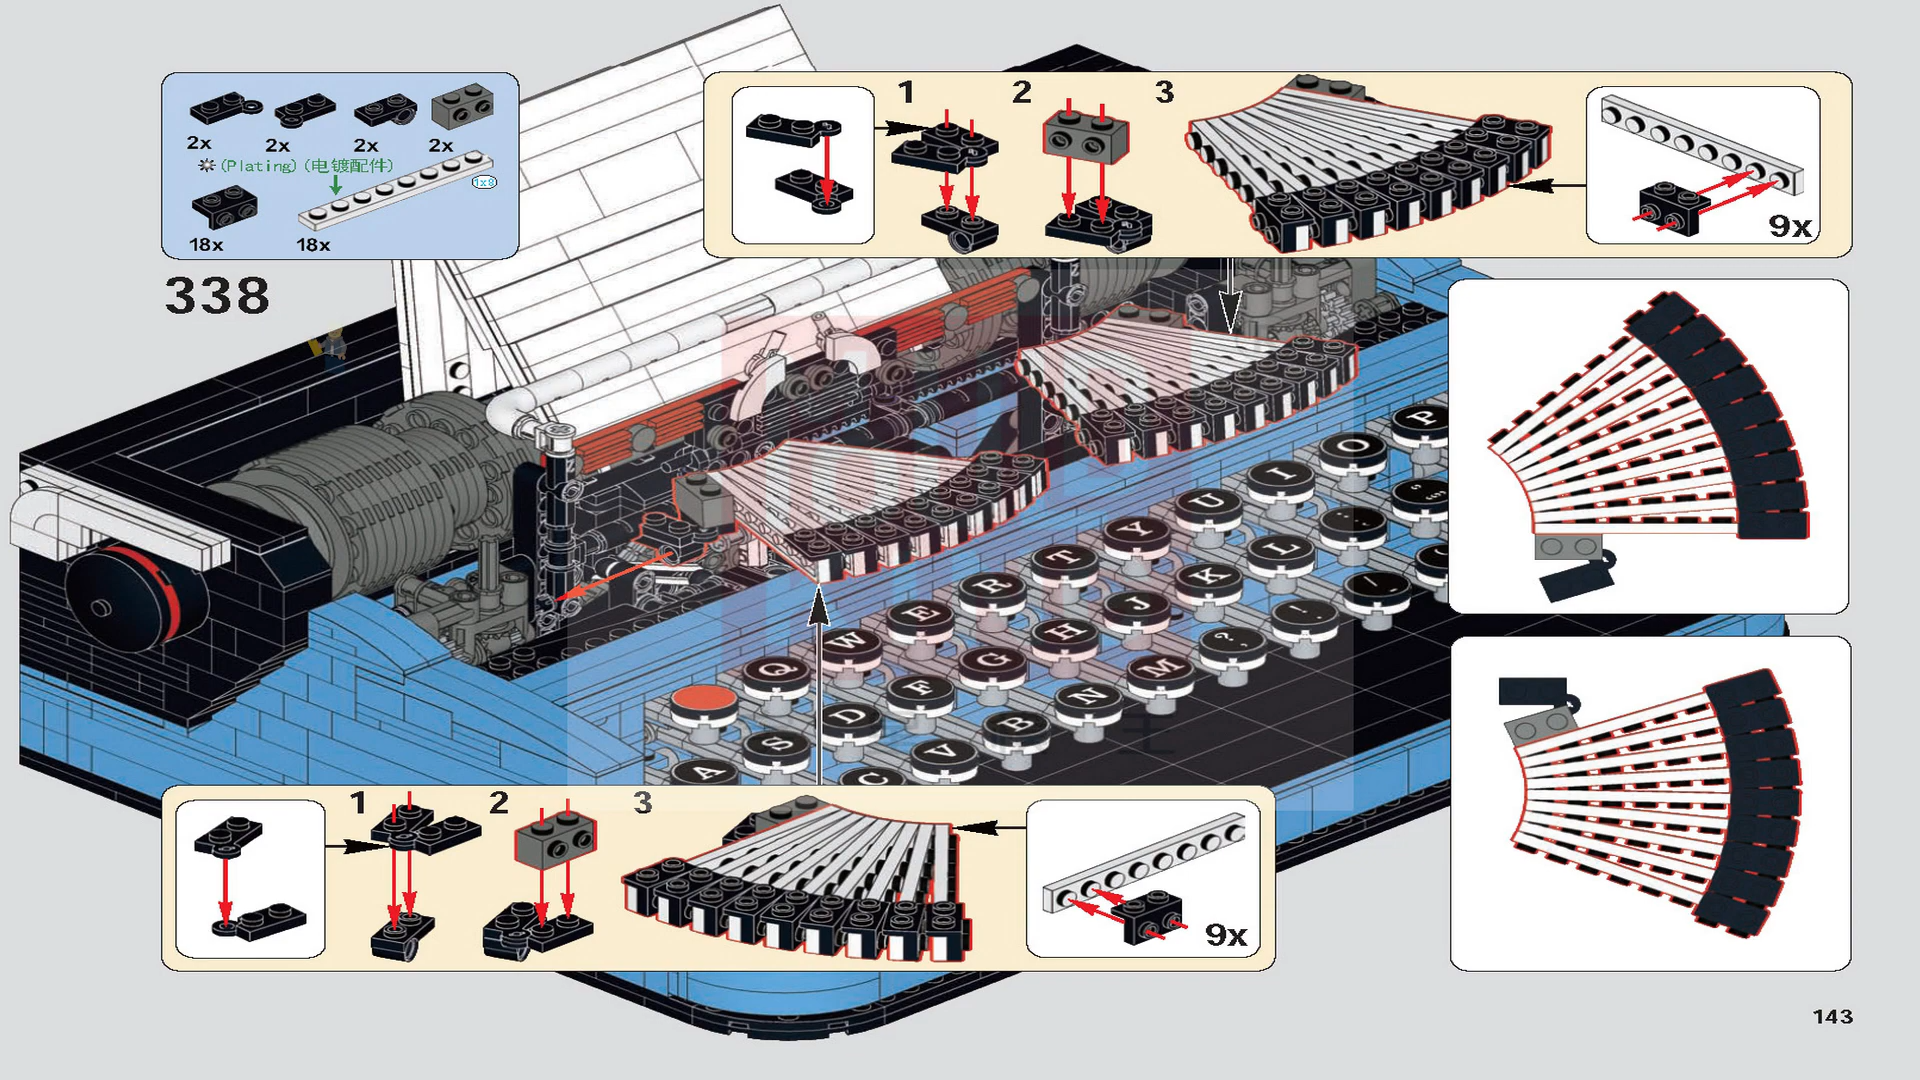 2x
2x
2x
2x
(Plating) (电镀配件)
1x8
18x
18x
338
1
2
3
9x
P
O
I
U
Y
T
R
E
W
Q
L
K
J
H
G
F
D
S
A
M
N
B
V
C
1
2
3
9x
143